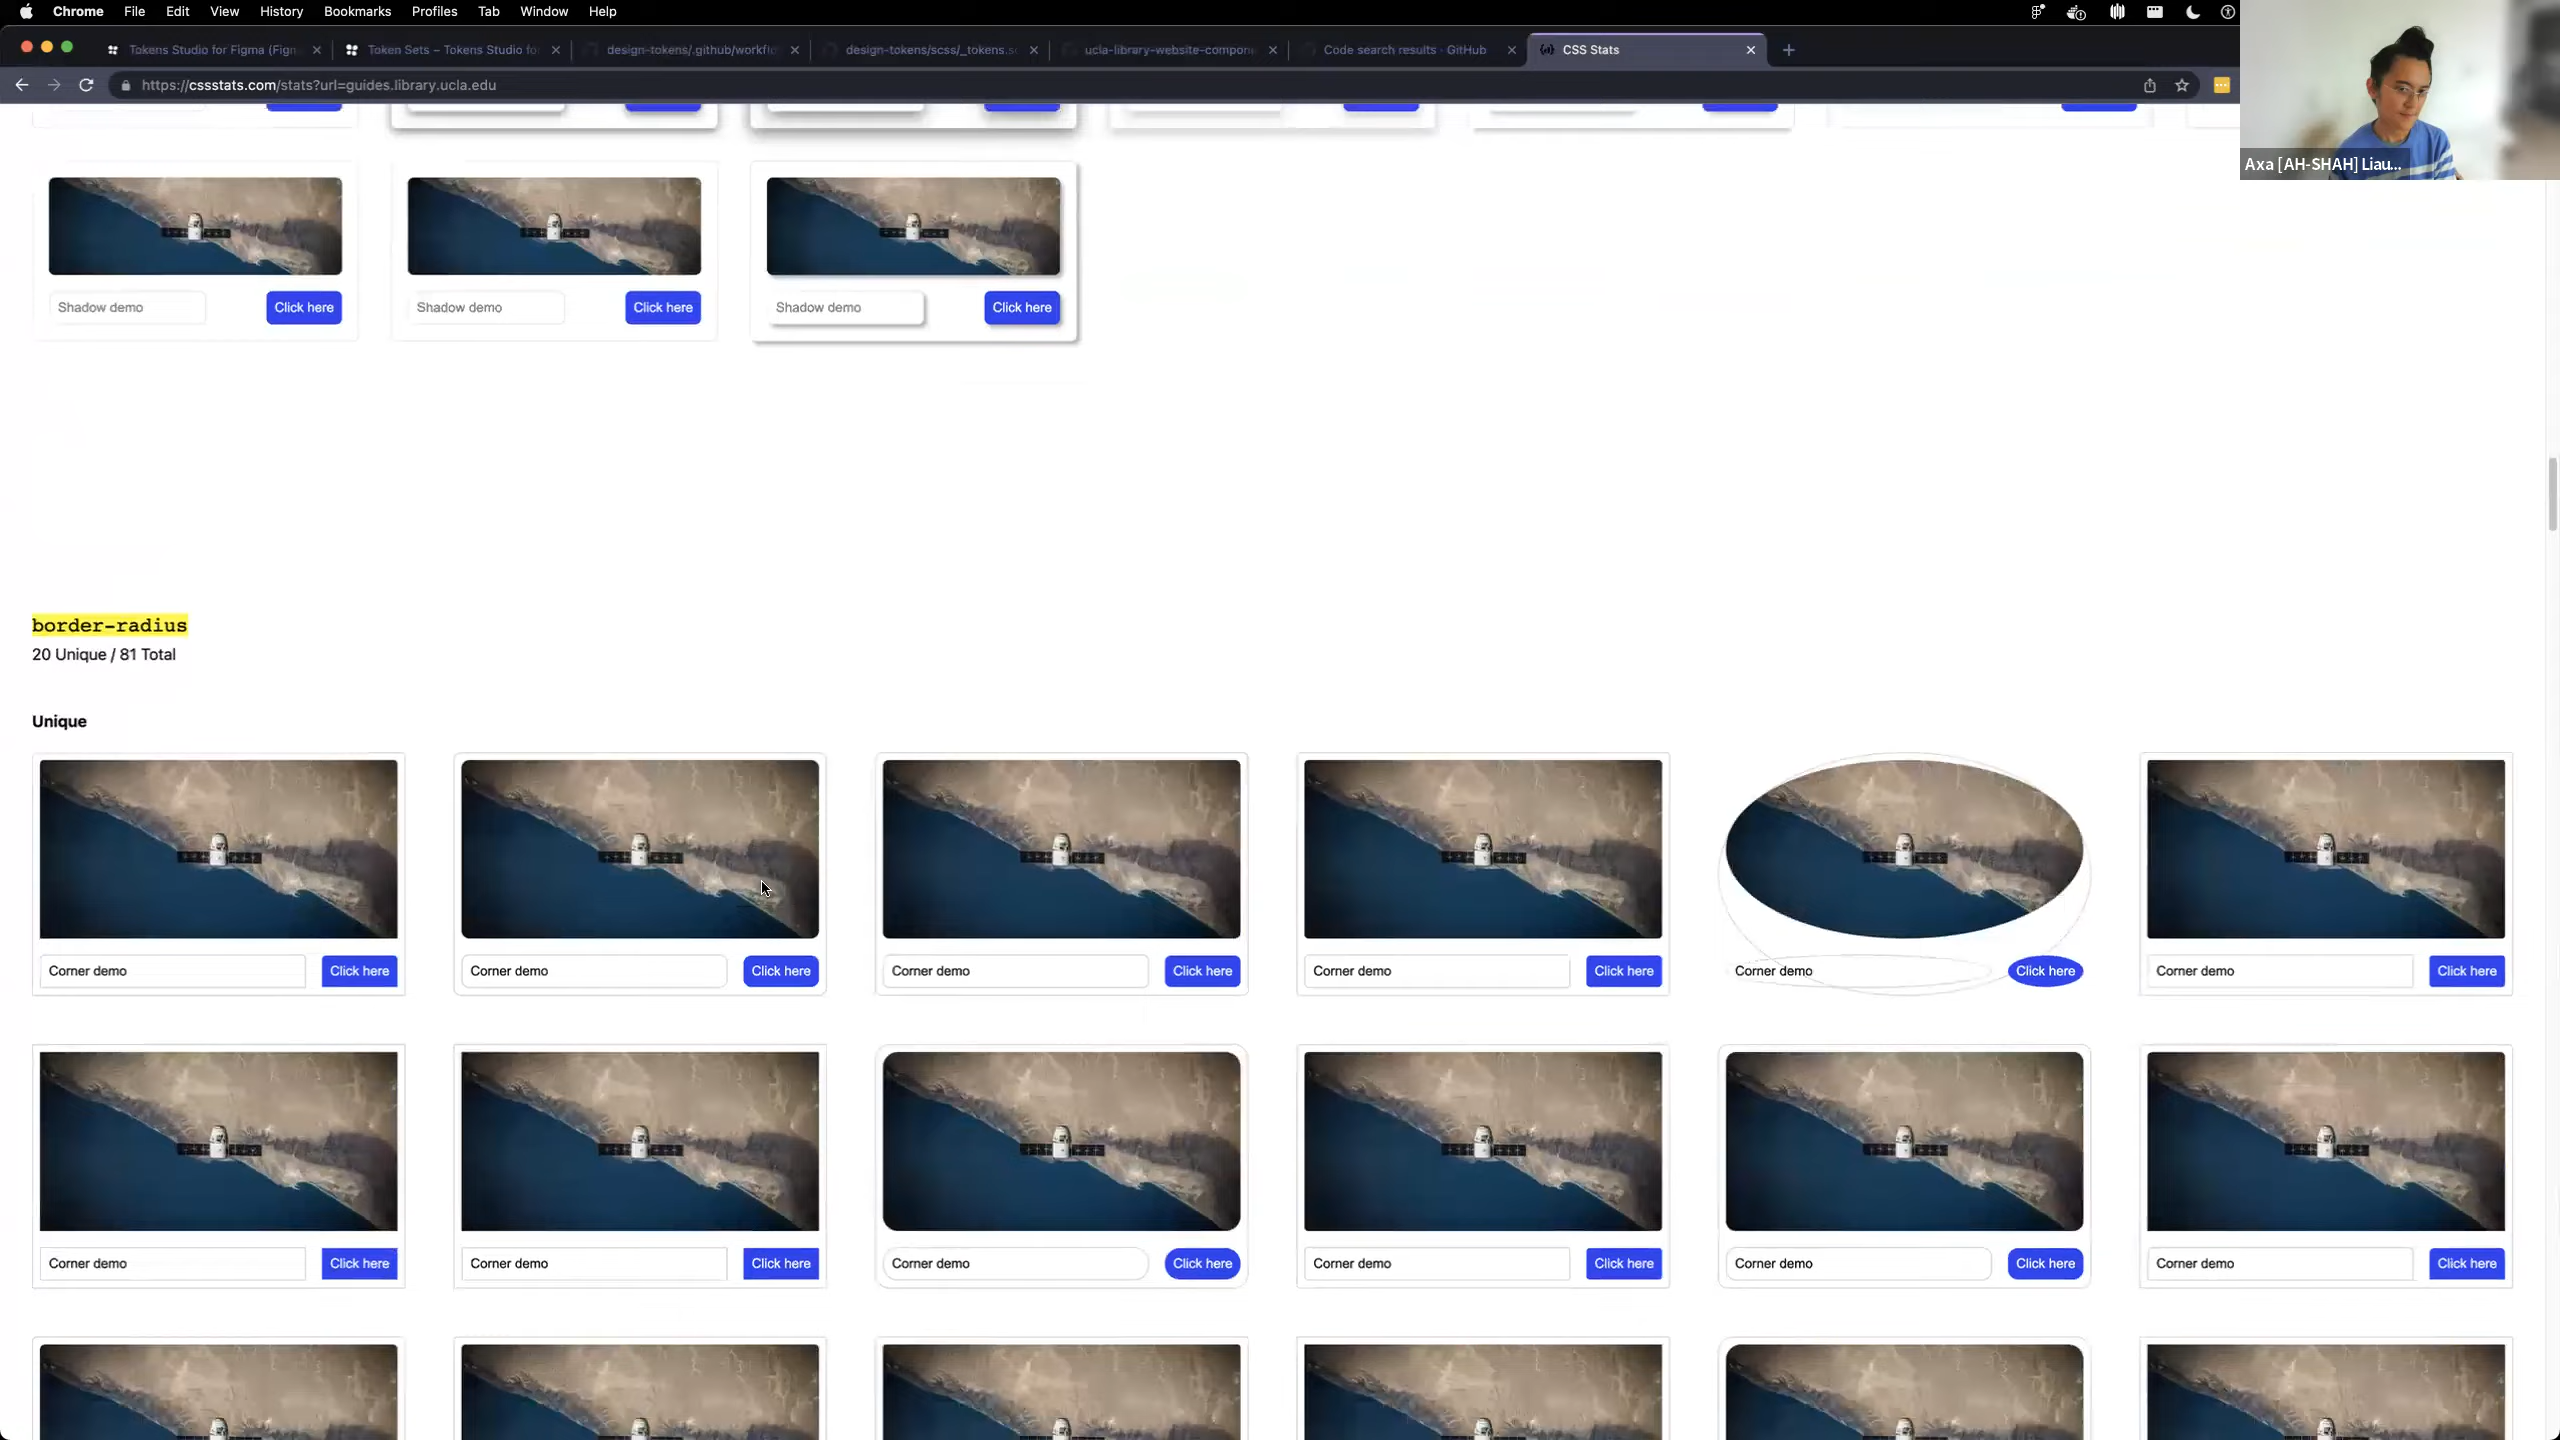 Chrome File Edit View History Bookmarks Profiles Tab Window Help
Tokens Studio for Figma (Figm
Token Sets – Tokens Studio fo
design-tokens/.github/workflo
design-tokens/scss/_tokens.sc
ucla-library-website-compon
Code search results · GitHub
CSS Stats
https://cssstats.com/stats?url=guides.library.ucla.edu
Axa [AH-SHAH] Liau...
Shadow demo Click here Shadow demo Click here Shadow demo Click here
border-radius
20 Unique / 81 Total
Unique
Corner demo Click here Corner demo Click here Corner demo Click here Corner demo Click here Corner demo Click here Corner demo Click here
Corner demo Click here Corner demo Click here Corner demo Click here Corner demo Click here Corner demo Click here Corner demo Click here